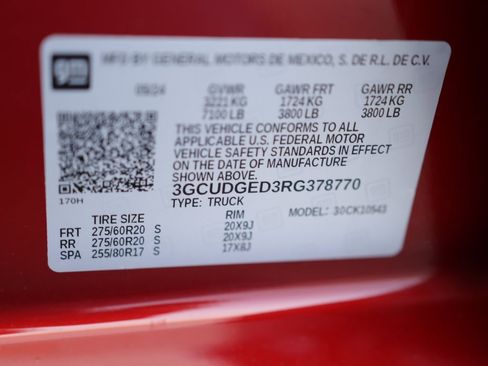 gm
MFD BY GENERAL MOTORS DE MEXICO, S. DE R.L. DE C.V.
09/24 GVWR GAWR FRT GAWR RR
3221 KG 1724 KG 1724 KG
7100 LB 3800 LB 3800 LB
THIS VEHICLE CONFORMS TO ALL
APPLICABLE U.S. FEDERAL MOTOR
VEHICLE SAFETY STANDARDS IN EFFECT
ON THE DATE OF MANUFACTURE
SHOWN ABOVE.
170H
3GCUDGED3RG378770
TYPE: TRUCK MODEL: 30CK10543
TIRE SIZE RIM
FRT 275/60R20 S 20X9J
RR 275/60R20 S 20X9J
SPA 255/80R17 S 17X8J